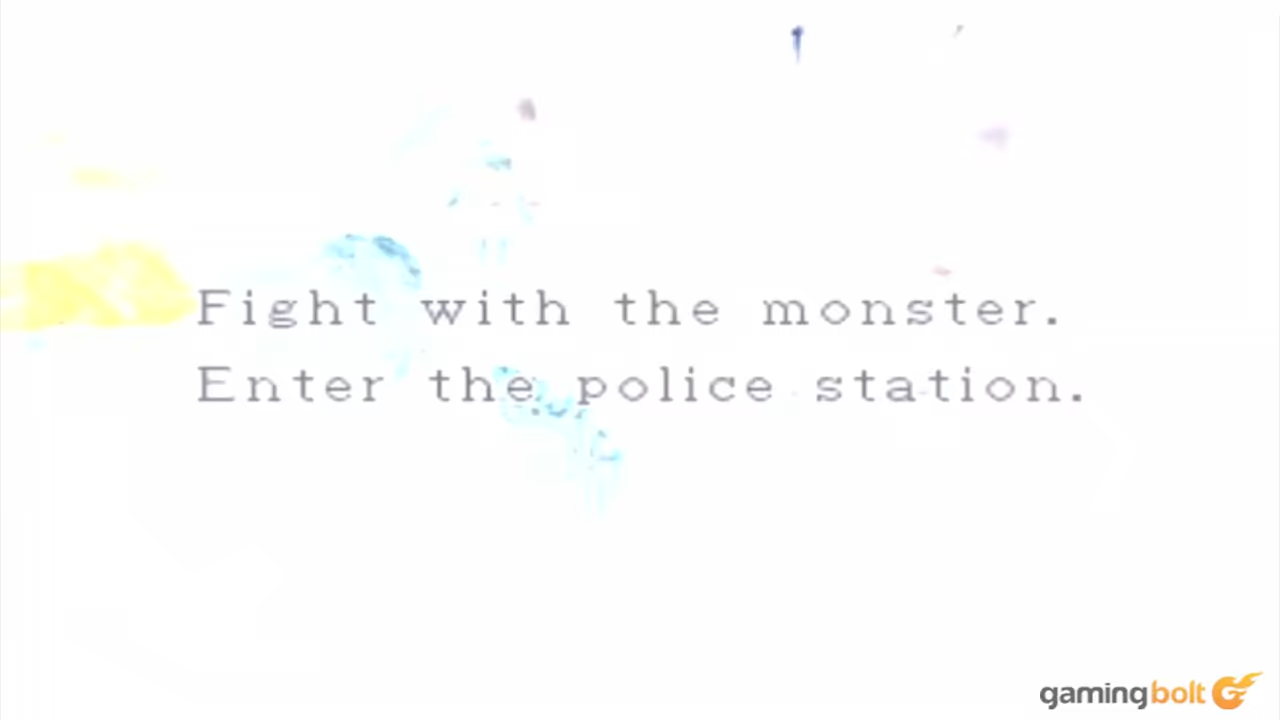 Fight with the monster.
Enter the police station.
gamingbolt